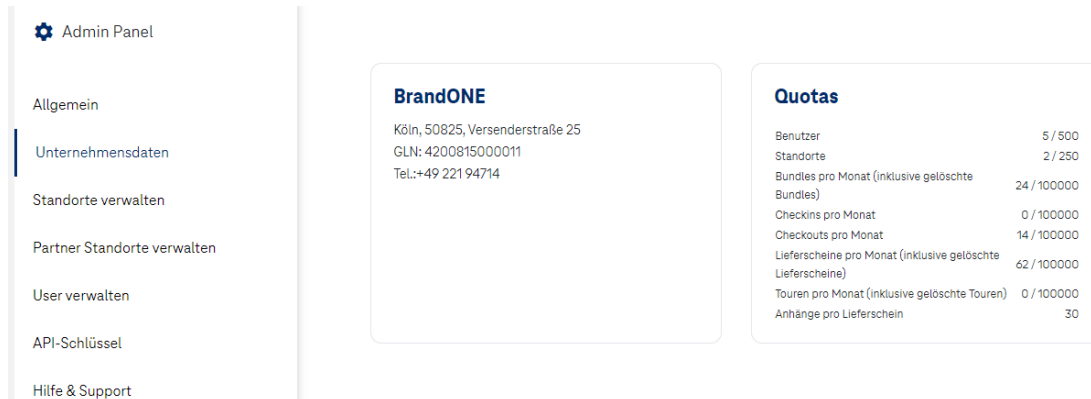 Admin Panel
Allgemein
Unternehmensdaten
Standorte verwalten
Partner Standorte verwalten
User verwalten
API-Schlüssel
Hilfe & Support
BrandONE
Köln, 50825, Versenderstraße 25
GLN: 4200815000011
Tel.:+49 221 94714
Quotas
Benutzer 5 / 500
Standorte 2 / 250
Bundles pro Monat (inklusive gelöschte
Bundles) 24 / 100000
Checkins pro Monat 0 / 100000
Checkouts pro Monat 14 / 100000
Lieferscheine pro Monat (inklusive gelöschte
Lieferscheine) 62 / 100000
Touren pro Monat (inklusive gelöschte Touren) 0 / 100000
Anhänge pro Lieferschein 30